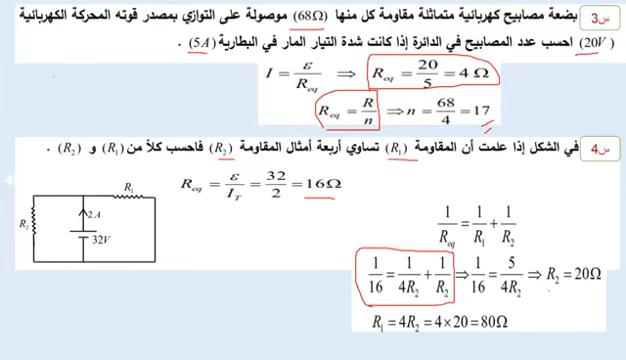 س3 بضعة مصابيح كهربائية متماثلة مقاومة كل منها (68Ω) موصولة على التوازي بمصدر قوته المحركة الكهربائية
(20V) احسب عدد المصابيح في الدائرة إذا كانت شدة التيار المار في البطارية (5A) .
I = ε / R_eq ⟹ R_eq = 20 / 5 = 4 Ω
R_eq = R / n ⟹ n = 68 / 4 = 17
س4 في الشكل إذا علمت أن المقاومة (R₁) تساوي أربعة أمثال المقاومة (R₂) فاحسب كلاً من (R₁) و (R₂) .
R_eq = ε / I_T = 32 / 2 = 16Ω
R₁
R₂
2A
32V
1 / R_eq = 1 / R₁ + 1 / R₂
1 / 16 = 1 / 4R₂ + 1 / R₂ ⟹ 1 / 16 = 5 / 4R₂ ⟹ R₂ = 20Ω
R₁ = 4R₂ = 4 × 20 = 80Ω